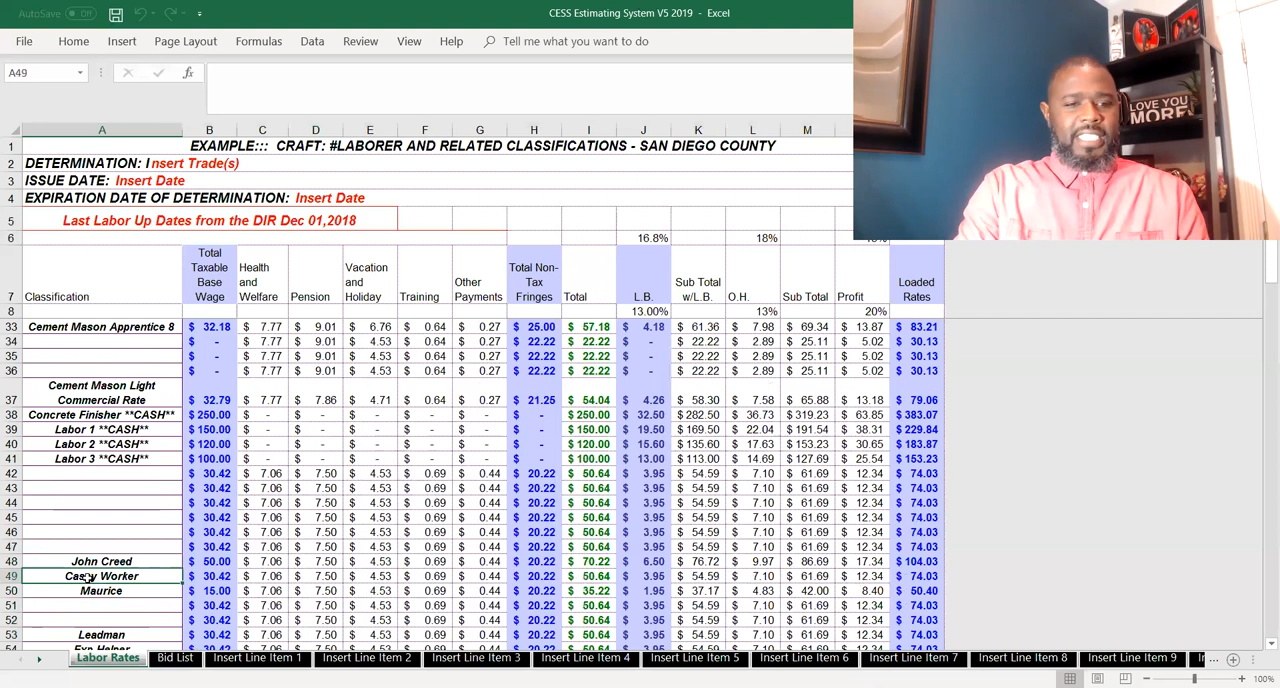 AutoSave Off
CESS Estimating System V5 2019 - Excel
File Home Insert Page Layout Formulas Data Review View Help Tell me what you want to do
A49 fx
LOVE YOU MORE
A B C D E F G H I J K L M
1 EXAMPLE::: CRAFT: #LABORER AND RELATED CLASSIFICATIONS - SAN DIEGO COUNTY
2 DETERMINATION: Insert Trade(s)
3 ISSUE DATE: Insert Date
4 EXPIRATION DATE OF DETERMINATION: Insert Date
5 Last Labor Up Dates from the DIR Dec 01,2018
6 16.8% 18%
7 Classification Total Taxable Base Wage Health and Welfare Pension Vacation and Holiday Training Other Payments Total Non-Tax Fringes Total L.B. Sub Total w/L.B. O.H. Sub Total Profit Loaded Rates
8 13.00% 13% 20%
33 Cement Mason Apprentice 8 $ 32.18 $ 7.77 $ 9.01 $ 6.76 $ 0.64 $ 0.27 $ 25.00 $ 57.18 $ 4.18 $ 61.36 $ 7.98 $ 69.34 $ 13.87 $ 83.21
34 $ - $ 7.77 $ 9.01 $ 4.53 $ 0.64 $ 0.27 $ 22.22 $ 22.22 $ - $ 22.22 $ 2.89 $ 25.11 $ 5.02 $ 30.13
35 $ - $ 7.77 $ 9.01 $ 4.53 $ 0.64 $ 0.27 $ 22.22 $ 22.22 $ - $ 22.22 $ 2.89 $ 25.11 $ 5.02 $ 30.13
36 $ - $ 7.77 $ 9.01 $ 4.53 $ 0.64 $ 0.27 $ 22.22 $ 22.22 $ - $ 22.22 $ 2.89 $ 25.11 $ 5.02 $ 30.13
37 Cement Mason Light Commercial Rate $ 32.79 $ 7.77 $ 7.86 $ 4.71 $ 0.64 $ 0.27 $ 21.25 $ 54.04 $ 4.26 $ 58.30 $ 7.58 $ 65.88 $ 13.18 $ 79.06
38 Concrete Finisher **CASH** $ 250.00 $ - $ - $ - $ - $ - $ - $ 250.00 $ 32.50 $ 282.50 $ 36.73 $ 319.23 $ 63.85 $ 383.07
39 Labor 1 **CASH** $ 150.00 $ - $ - $ - $ - $ - $ - $ 150.00 $ 19.50 $ 169.50 $ 22.04 $ 191.54 $ 38.31 $ 229.84
40 Labor 2 **CASH** $ 120.00 $ - $ - $ - $ - $ - $ - $ 120.00 $ 15.60 $ 135.60 $ 17.63 $ 153.23 $ 30.65 $ 183.87
41 Labor 3 **CASH** $ 100.00 $ - $ - $ - $ - $ - $ - $ 100.00 $ 13.00 $ 113.00 $ 14.69 $ 127.69 $ 25.54 $ 153.23
42 $ 30.42 $ 7.06 $ 7.50 $ 4.53 $ 0.69 $ 0.44 $ 20.22 $ 50.64 $ 3.95 $ 54.59 $ 7.10 $ 61.69 $ 12.34 $ 74.03
43 $ 30.42 $ 7.06 $ 7.50 $ 4.53 $ 0.69 $ 0.44 $ 20.22 $ 50.64 $ 3.95 $ 54.59 $ 7.10 $ 61.69 $ 12.34 $ 74.03
44 $ 30.42 $ 7.06 $ 7.50 $ 4.53 $ 0.69 $ 0.44 $ 20.22 $ 50.64 $ 3.95 $ 54.59 $ 7.10 $ 61.69 $ 12.34 $ 74.03
45 $ 30.42 $ 7.06 $ 7.50 $ 4.53 $ 0.69 $ 0.44 $ 20.22 $ 50.64 $ 3.95 $ 54.59 $ 7.10 $ 61.69 $ 12.34 $ 74.03
46 $ 30.42 $ 7.06 $ 7.50 $ 4.53 $ 0.69 $ 0.44 $ 20.22 $ 50.64 $ 3.95 $ 54.59 $ 7.10 $ 61.69 $ 12.34 $ 74.03
47 $ 30.42 $ 7.06 $ 7.50 $ 4.53 $ 0.69 $ 0.44 $ 20.22 $ 50.64 $ 3.95 $ 54.59 $ 7.10 $ 61.69 $ 12.34 $ 74.03
48 John Creed $ 50.00 $ 7.06 $ 7.50 $ 4.53 $ 0.69 $ 0.44 $ 20.22 $ 70.22 $ 6.50 $ 76.72 $ 9.97 $ 86.69 $ 17.34 $ 104.03
49 Worker $ 30.42 $ 7.06 $ 7.50 $ 4.53 $ 0.69 $ 0.44 $ 20.22 $ 50.64 $ 3.95 $ 54.59 $ 7.10 $ 61.69 $ 12.34 $ 74.03
50 Maurice $ 15.00 $ 7.06 $ 7.50 $ 4.53 $ 0.69 $ 0.44 $ 20.22 $ 35.22 $ 1.95 $ 37.17 $ 4.83 $ 42.00 $ 8.40 $ 50.40
51 $ 30.42 $ 7.06 $ 7.50 $ 4.53 $ 0.69 $ 0.44 $ 20.22 $ 50.64 $ 3.95 $ 54.59 $ 7.10 $ 61.69 $ 12.34 $ 74.03
52 $ 30.42 $ 7.06 $ 7.50 $ 4.53 $ 0.69 $ 0.44 $ 20.22 $ 50.64 $ 3.95 $ 54.59 $ 7.10 $ 61.69 $ 12.34 $ 74.03
53 Leadman $ 30.42 $ 7.06 $ 7.50 $ 4.53 $ 0.69 $ 0.44 $ 20.22 $ 50.64 $ 3.95 $ 54.59 $ 7.10 $ 61.69 $ 12.34 $ 74.03
Labor Rates Bid List Insert Line Item 1 Insert Line Item 2 Insert Line Item 3 Insert Line Item 4 Insert Line Item 5 Insert Line Item 6 Insert Line Item 7 Insert Line Item 8 Insert Line Item 9 ...
100%